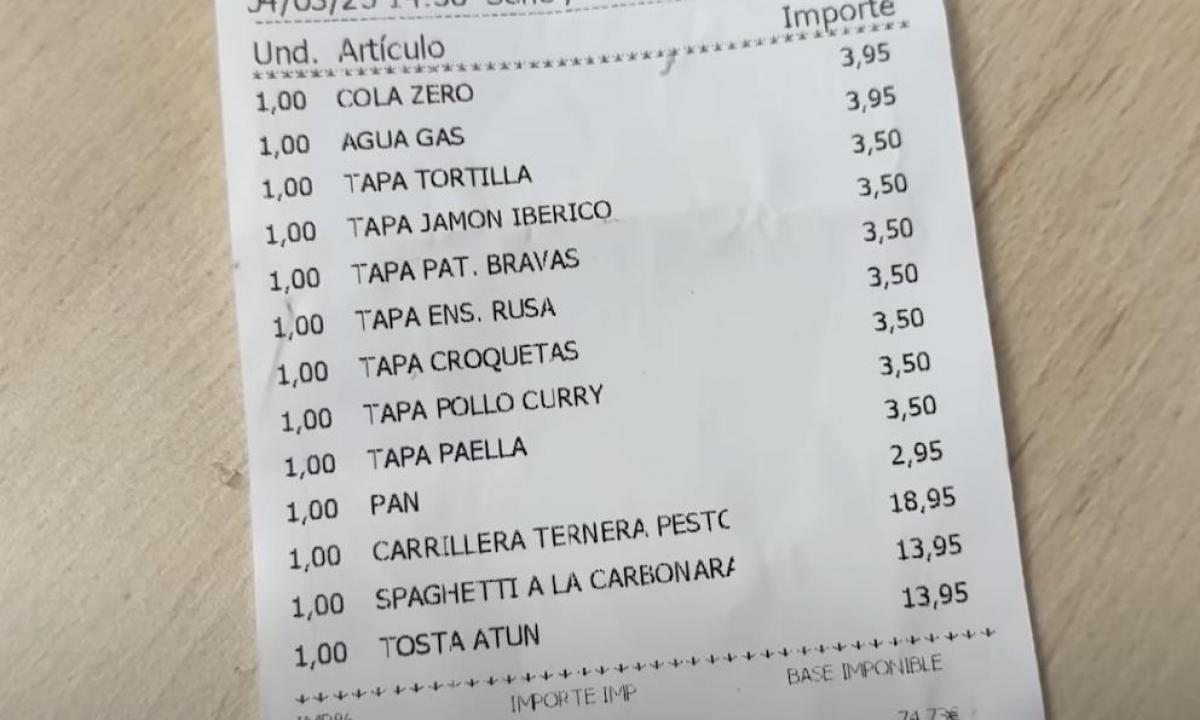 Und. Artículo Importe
1,00 COLA ZERO 3,95
1,00 AGUA GAS 3,95
1,00 TAPA TORTILLA 3,50
1,00 TAPA JAMON IBERICO 3,50
1,00 TAPA PAT. BRAVAS 3,50
1,00 TAPA ENS. RUSA 3,50
1,00 TAPA CROQUETAS 3,50
1,00 TAPA POLLO CURRY 3,50
1,00 TAPA PAELLA 3,50
1,00 PAN 2,95
1,00 CARRILLERA TERNERA PESTO 18,95
1,00 SPAGHETTI A LA CARBONARA 13,95
1,00 TOSTA ATUN 13,95
IMPORTE IMP BASE IMPONIBLE
74,73€